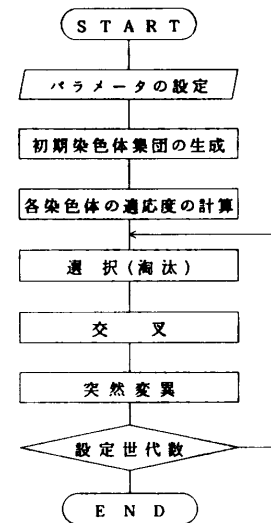 START
パラメータの設定
初期染色体集団の生成
各染色体の適応度の計算
選択(淘汰)
交叉
突然変異
設定世代数
END